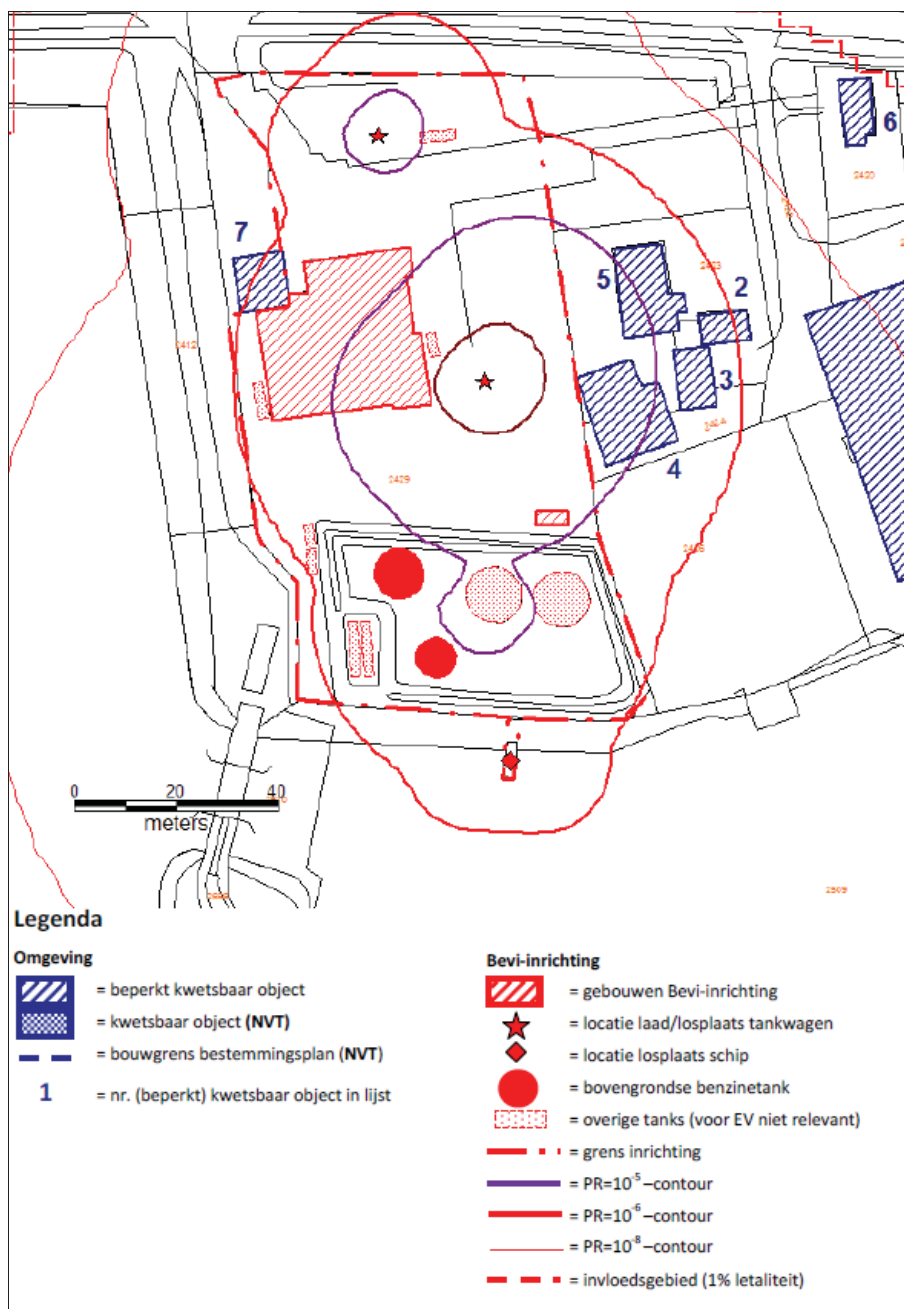 6
2420
7
5
2403
2
2412
3
2404
4
2429
0 20 40
meters
2909
Legenda
Omgeving
= beperkt kwetsbaar object
= kwetsbaar object (NVT)
= bouwgrens bestemmingsplan (NVT)
1 = nr. (beperkt) kwetsbaar object in lijst
Bevi-inrichting
= gebouwen Bevi-inrichting
= locatie laad/losplaats tankwagen
= locatie losplaats schip
= bovengrondse benzinetank
= overige tanks (voor EV niet relevant)
= grens inrichting
= PR=10-5 –contour
= PR=10-6 –contour
= PR=10-8 –contour
= invloedsgebied (1% letaliteit)